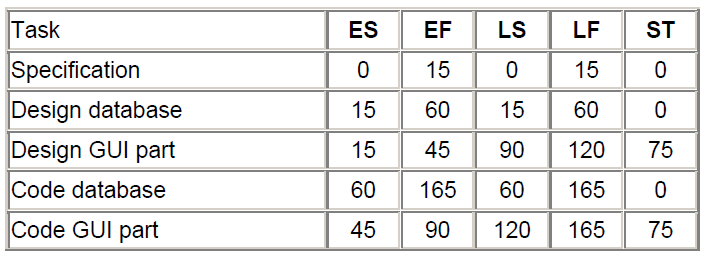 Task ES EF LS LF ST
Specification 0 15 0 15 0
Design database 15 60 15 60 0
Design GUI part 15 45 90 120 75
Code database 60 165 60 165 0
Code GUI part 45 90 120 165 75